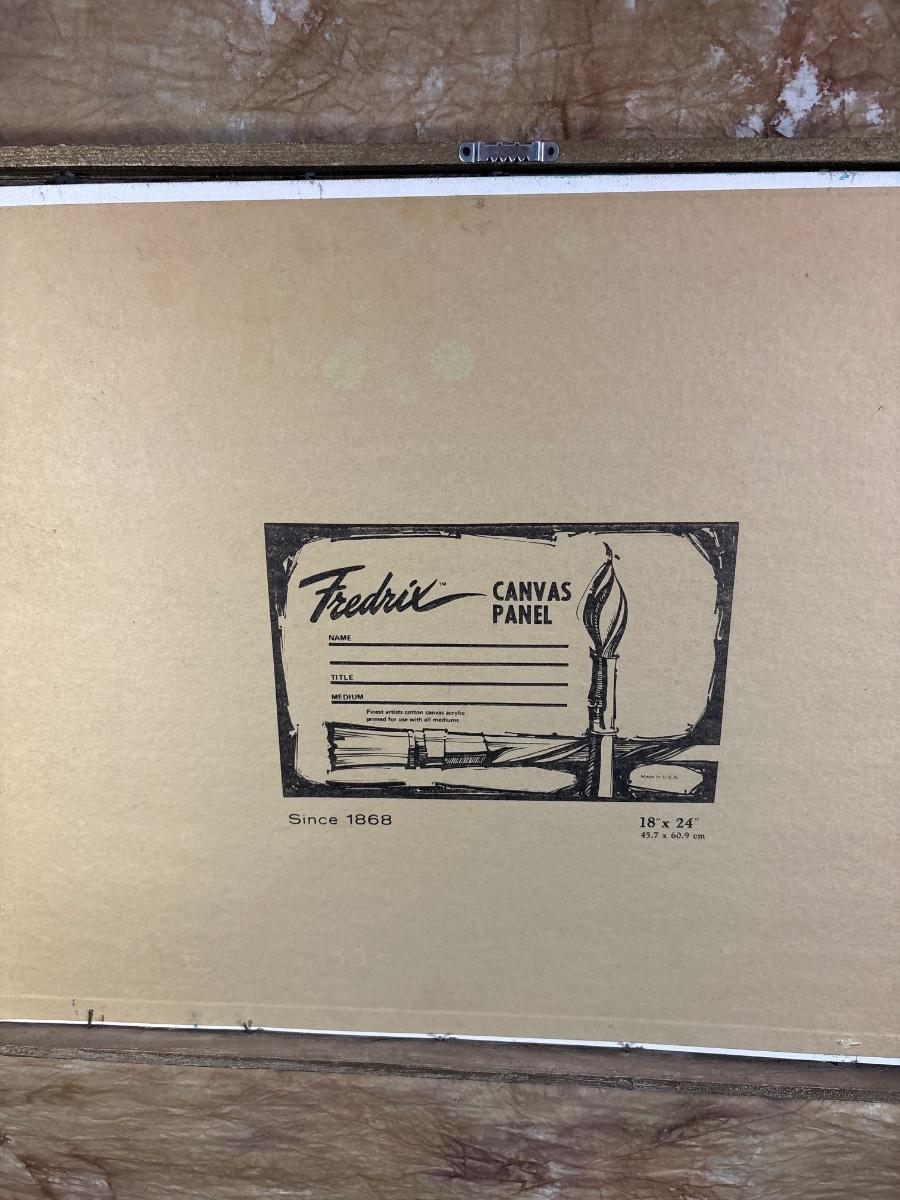 Fredrix™ CANVAS
PANEL
NAME
TITLE
MEDIUM
Finest artists cotton canvas acrylic
primed for use with all mediums.
Made in U.S.A.
Since 1868
18″x 24″
45.7 x 60.9 cm